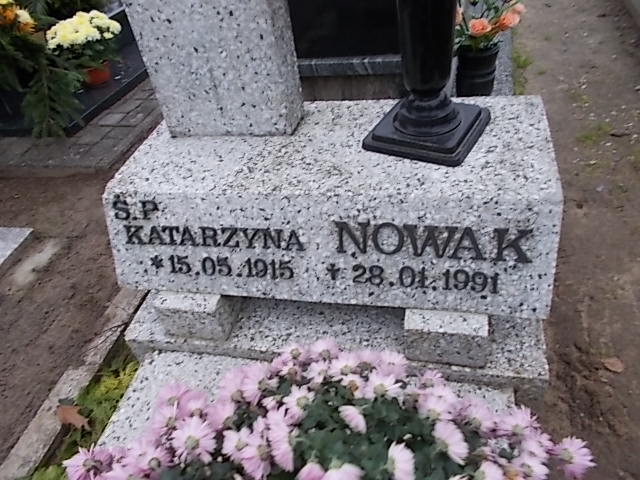 Ś.P.
KATARZYNA NOWAK
*15.05.1915 † 28.01.1991